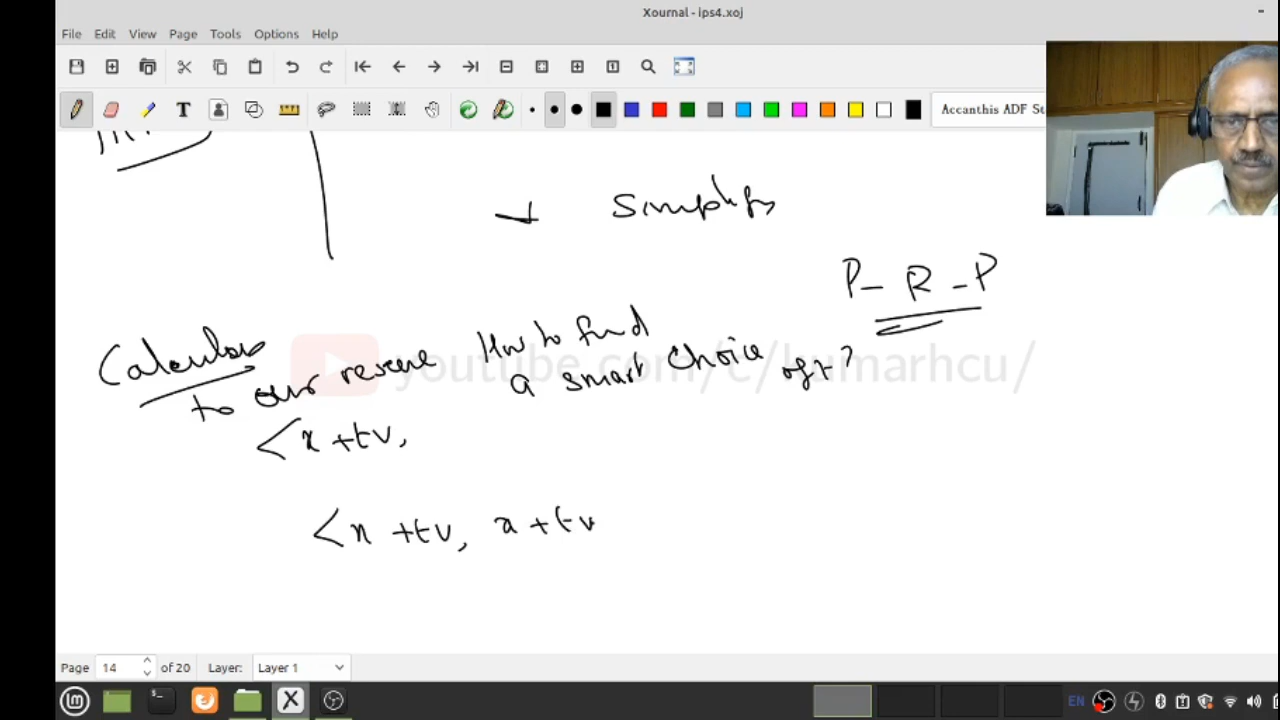 Xournal - ips4.xoj
File Edit View Page Tools Options Help
Accanthis ADF St
Simplify
P - R - P
Calculus
to our rescue How to find
a smart choice of t?
youtube.com/c/kumarhcu/
<x + tv,
<x + tv, x + tv
Page 14 of 20 Layer: Layer 1
EN